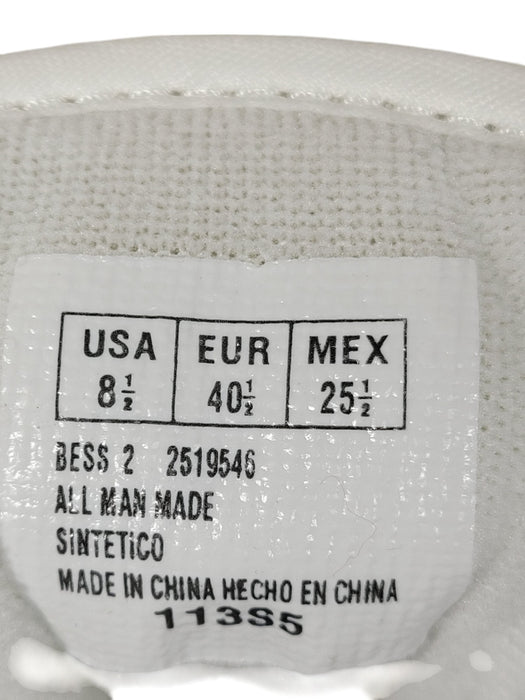 USA EUR MEX
8½ 40½ 25½
BESS 2 2519546
ALL MAN MADE
SiNTETiCO
MADE IN CHINA HECHO EN CHINA
113S5